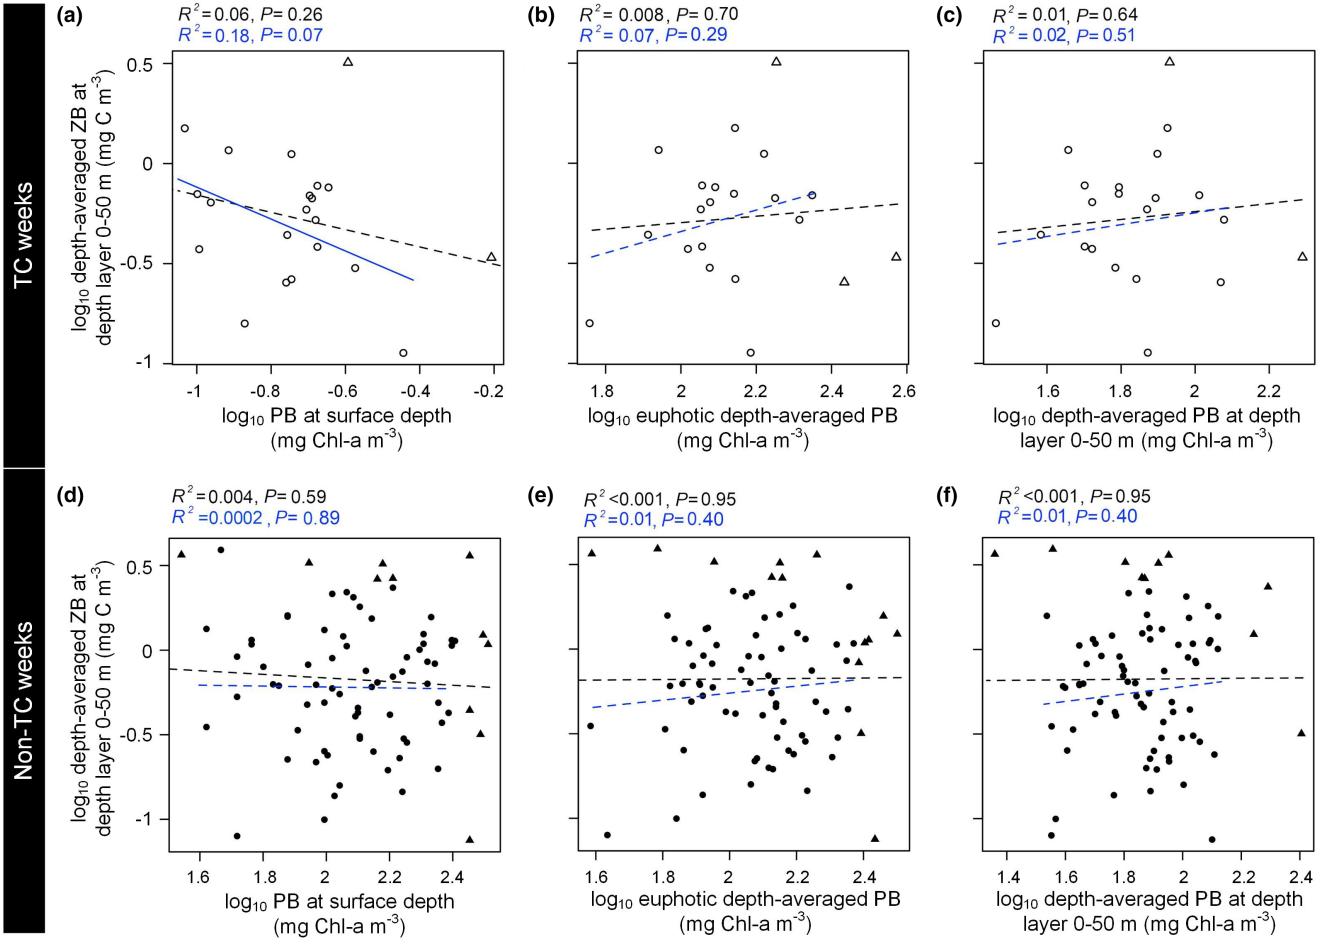 TC weeks
(a)
R² = 0.06, P = 0.26
R² = 0.18, P = 0.07
log₁₀ depth-averaged ZB at
depth layer 0-50 m (mg C m⁻³)
0.5
0
-0.5
-1
-1 -0.8 -0.6 -0.4 -0.2
log₁₀ PB at surface depth
(mg Chl-a m⁻³)
(b)
R² = 0.008, P = 0.70
R² = 0.07, P = 0.29
1.8 2 2.2 2.4 2.6
log₁₀ euphotic depth-averaged PB
(mg Chl-a m⁻³)
(c)
R² = 0.01, P = 0.64
R² = 0.02, P = 0.51
1.6 1.8 2 2.2
log₁₀ depth-averaged PB at depth
layer 0-50 m (mg Chl-a m⁻³)
Non-TC weeks
(d)
R² = 0.004, P = 0.59
R² =0.0002 , P = 0.89
log₁₀ depth-averaged ZB at
depth layer 0-50 m (mg C m⁻³)
0.5
0
-0.5
-1
1.6 1.8 2 2.2 2.4
log₁₀ PB at surface depth
(mg Chl-a m⁻³)
(e)
R² <0.001, P=0.95
R² =0.01, P =0.40
1.6 1.8 2 2.2 2.4
log₁₀ euphotic depth-averaged PB
(mg Chl-a m⁻³)
(f)
R² <0.001, P=0.95
R² =0.01, P =0.40
1.4 1.6 1.8 2 2.2 2.4
log₁₀ depth-averaged PB at depth
layer 0-50 m (mg Chl-a m⁻³)